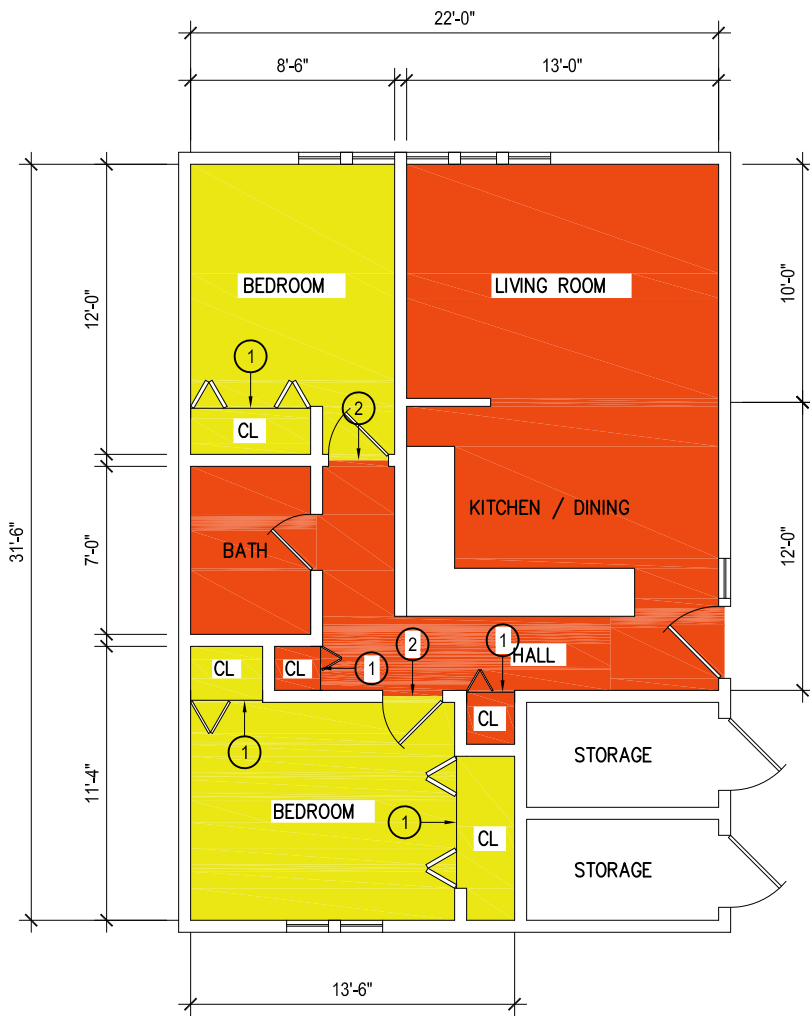 22'-0"
8'-6"
13'-0"
BEDROOM
LIVING ROOM
10'-0"
12'-0"
1
2
CL
KITCHEN / DINING
31'-6"
7'-0"
BATH
12'-0"
2
1
HALL
CL
CL
1
CL
1
STORAGE
11'-4"
BEDROOM
1
CL
STORAGE
13'-6"